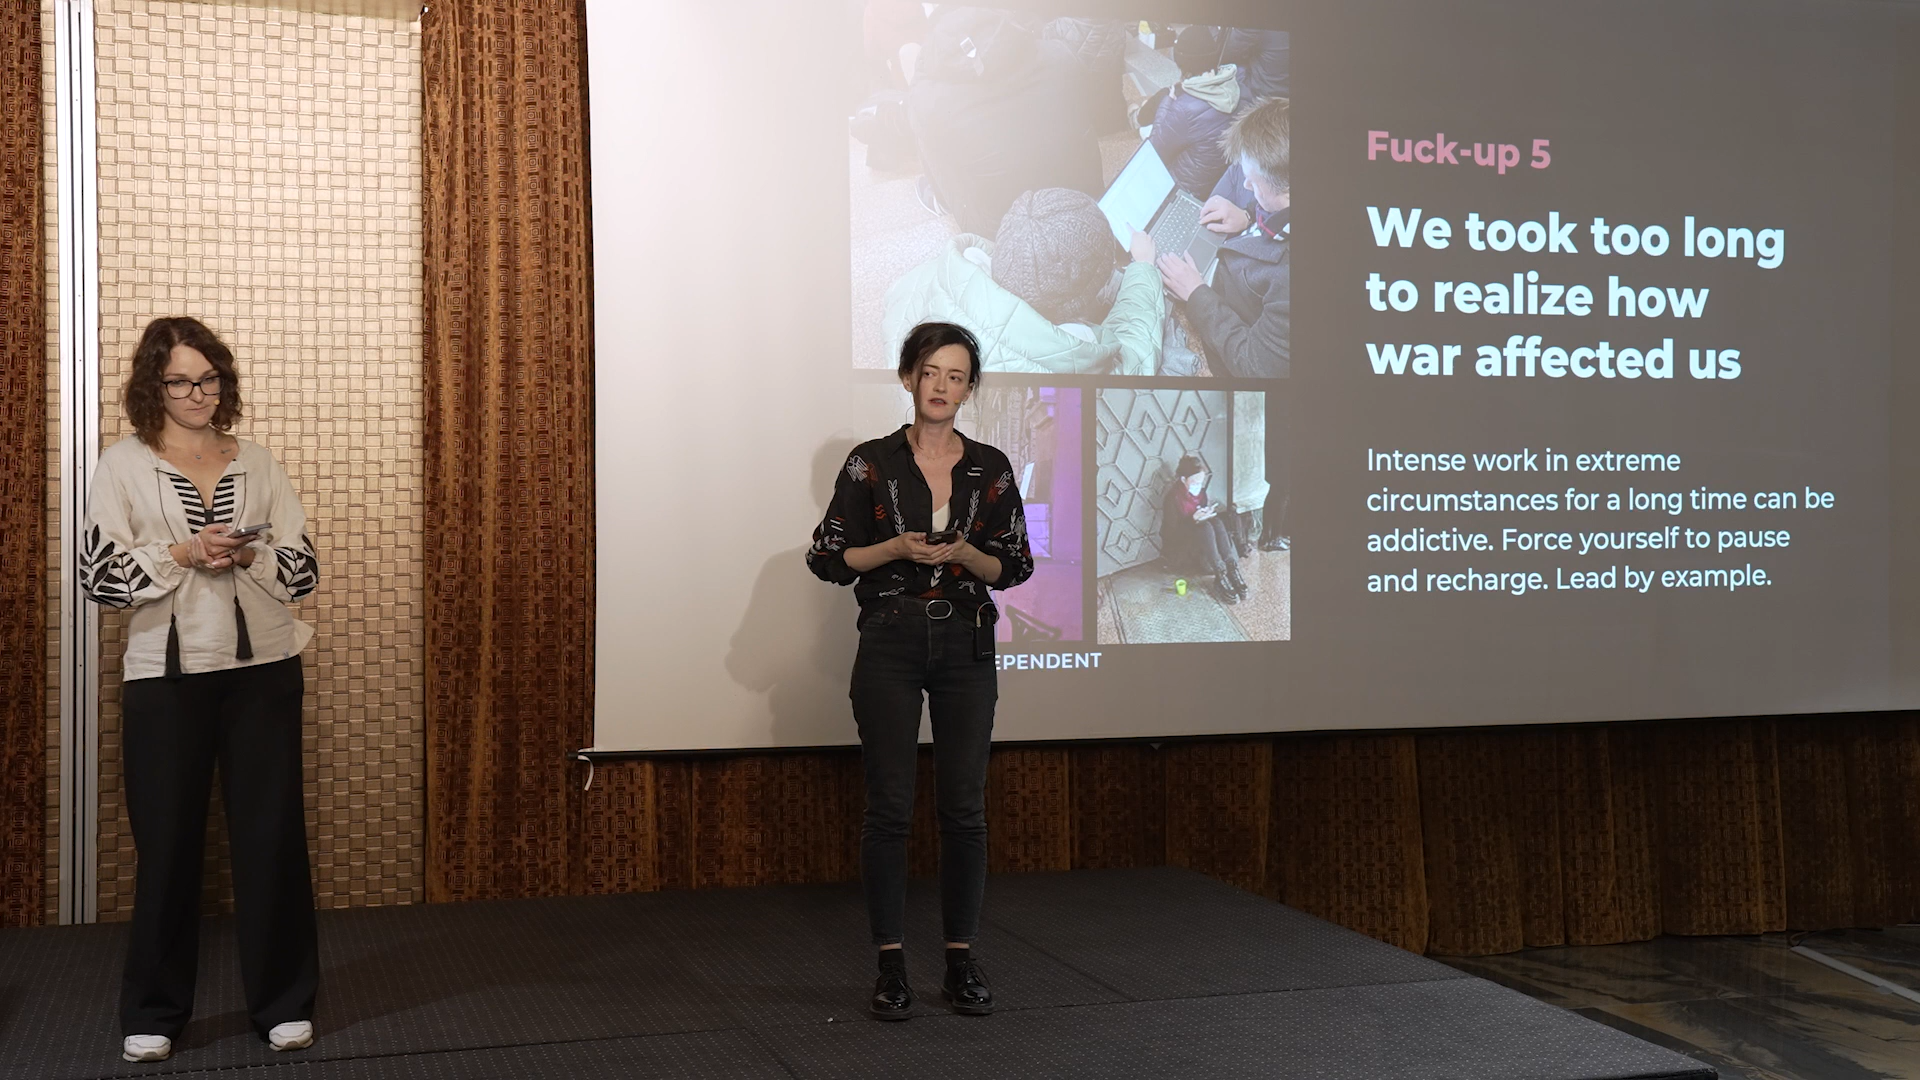 Fuck-up 5
We took too long
to realize how
war affected us
Intense work in extreme
circumstances for a long time can be
addictive. Force yourself to pause
and recharge. Lead by example.
EPENDENT